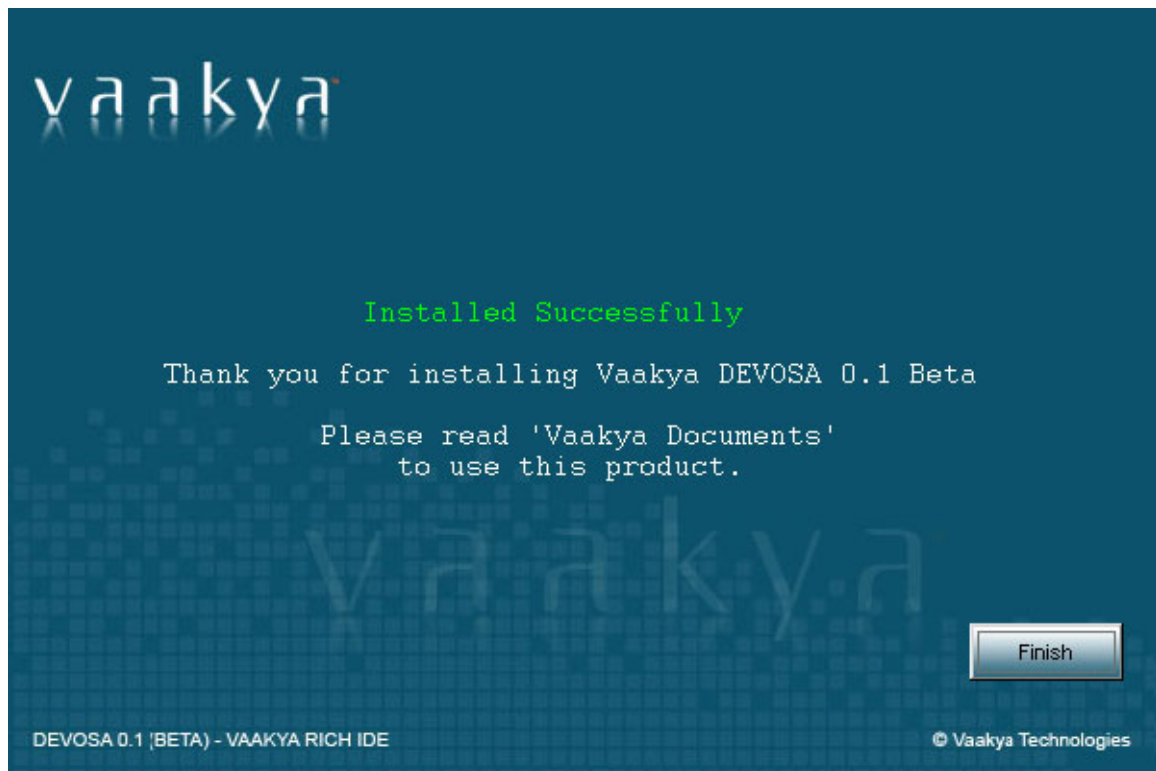 vaakya
Installed Successfully
Thank you for installing Vaakya DEVOSA 0.1 Beta
Please read 'Vaakya Documents'
to use this product.
vaakya
Finish
DEVOSA 0.1 (BETA) - VAAKYA RICH IDE
© Vaakya Technologies